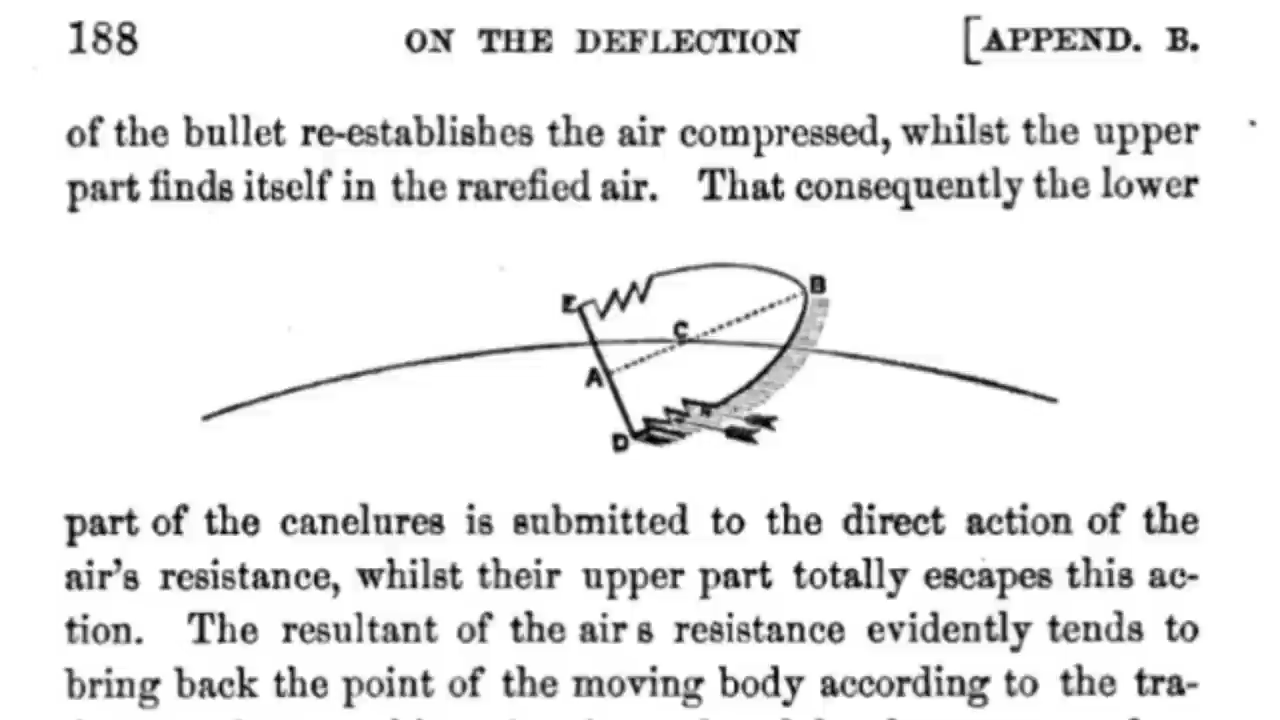 188 ON THE DEFLECTION [APPEND. B.
of the bullet re-establishes the air compressed, whilst the upper
part finds itself in the rarefied air. That consequently the lower
B
E
C
A
D
part of the canelures is submitted to the direct action of the
air's resistance, whilst their upper part totally escapes this ac-
tion. The resultant of the air s resistance evidently tends to
bring back the point of the moving body according to the tra-